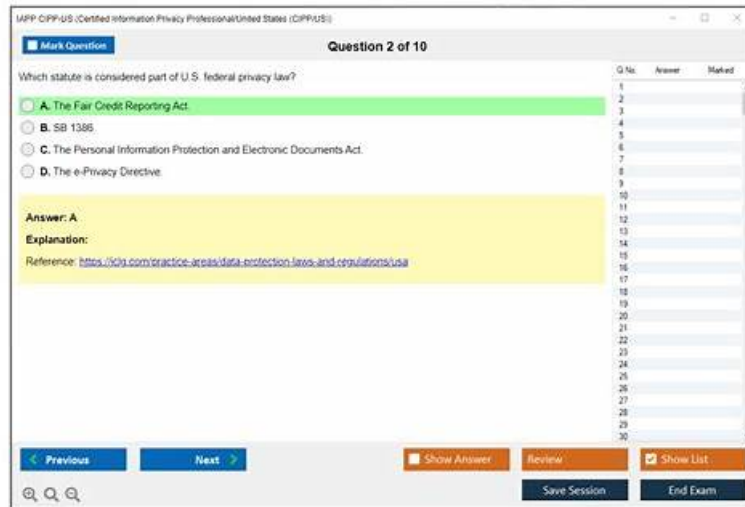 IAPP CIPP-US (Certified Information Privacy Professional/United States (CIPP/US))
Mark Question
Question 2 of 10
Which statute is considered part of U.S. federal privacy law?
A. The Fair Credit Reporting Act.
B. SB 1386.
C. The Personal Information Protection and Electronic Documents Act.
D. The e-Privacy Directive.
Answer: A
Explanation:
Reference: https://iclg.com/practice-areas/data-protection-laws-and-regulations/usa
Q No. Answer Marked
1
2
3
4
5
6
7
8
9
10
11
12
13
14
15
16
17
18
19
20
21
22
23
24
25
26
27
28
29
30
Previous
Next
Show Answer
Review
Show List
Save Session
End Exam